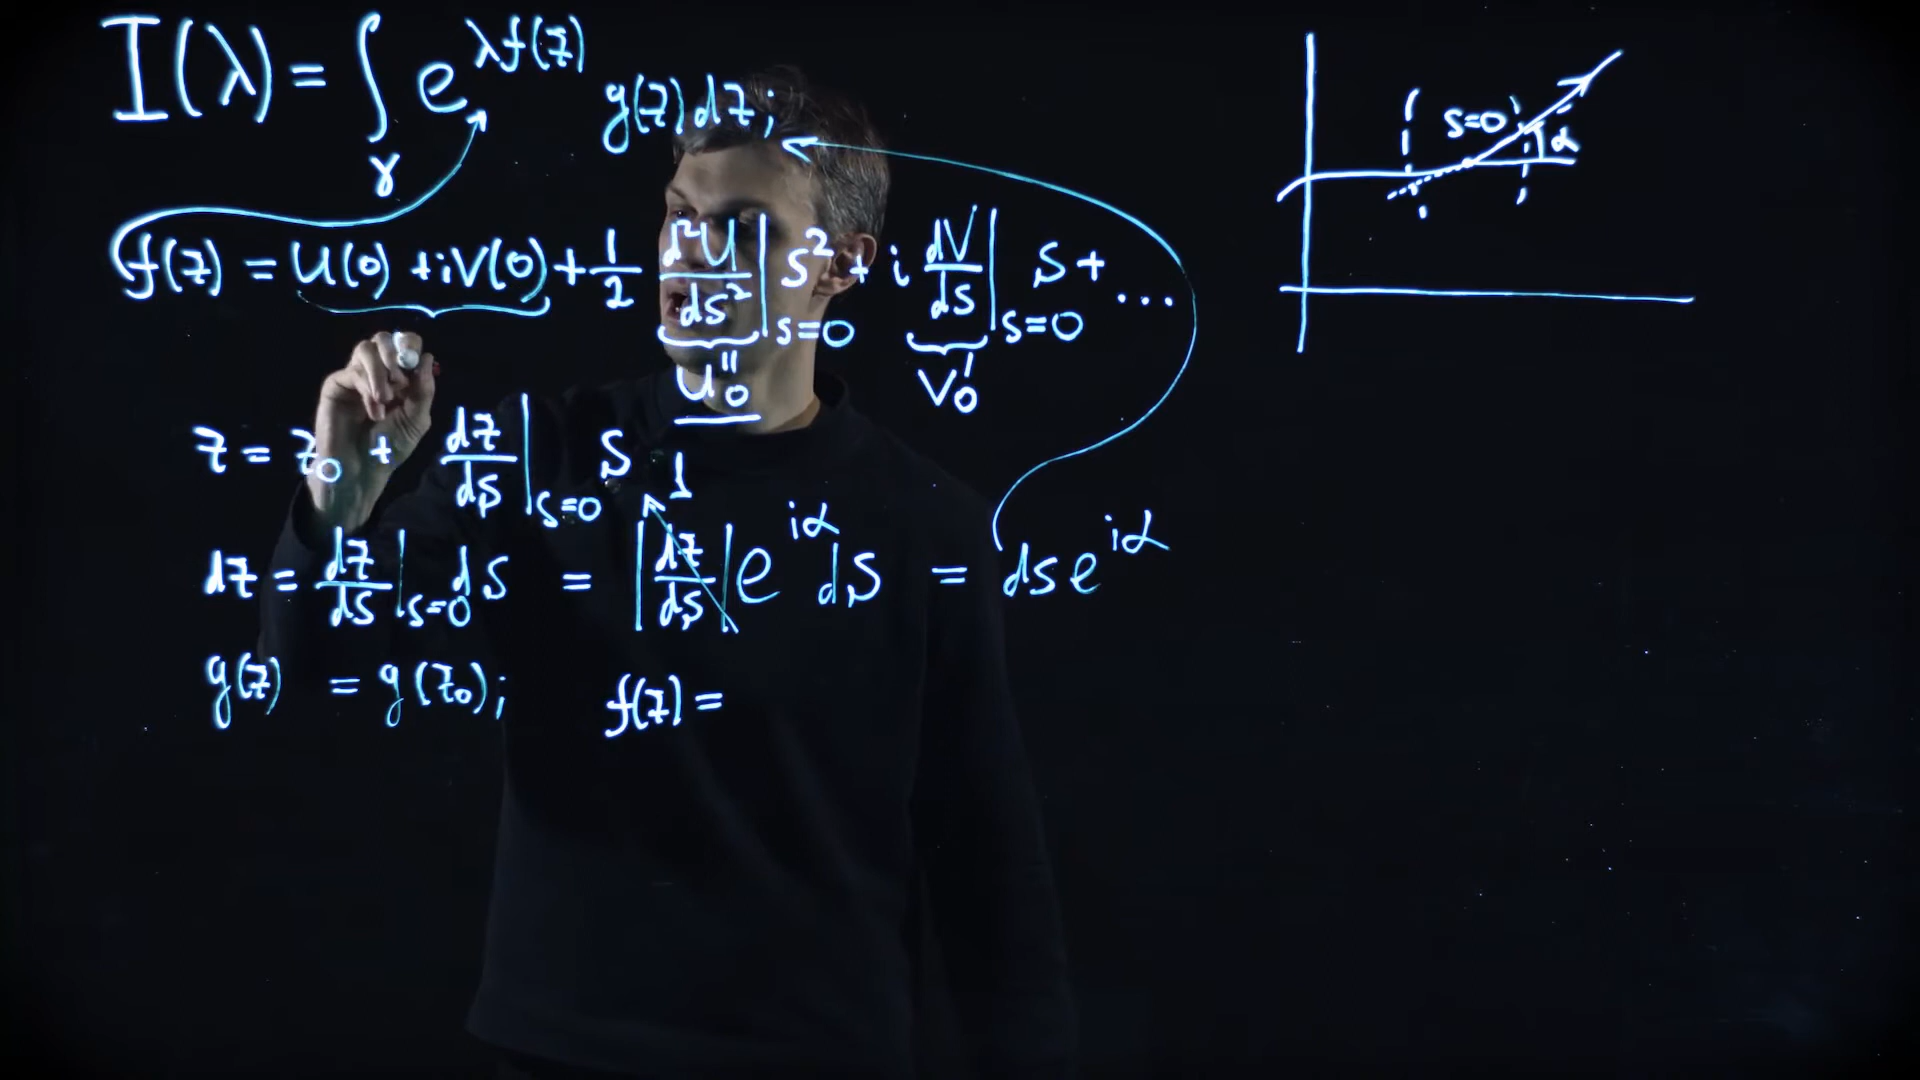 I(λ) = ∫_γ e^{λf(z)} g(z) dz;
f(z) = U(0) + iV(0) + 1/2 d²U/ds² |_{s=0} s² + i dV/ds |_{s=0} s + ...
U''_0 V'_0
z = z_0 + dz/ds |_{s=0} s
1
dz = dz/ds |_{s=0} ds = |dz/ds| e^{iα} ds = ds e^{iα}
g(z) = g(z_0); f(z) =
s=0 α